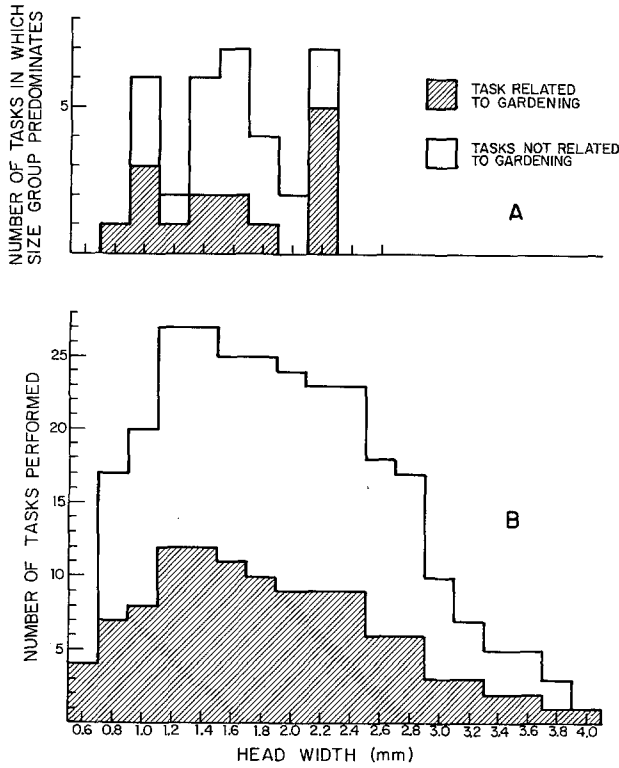 NUMBER OF TASKS IN WHICH
SIZE GROUP PREDOMINATES
5
TASK RELATED
TO GARDENING
TASKS NOT RELATED
TO GARDENING
A
NUMBER OF TASKS PERFORMED
25
20
15
10
5
B
0.6 0.8 1.0 1.2 1.4 1.6 1.8 2.0 2.2 2.4 2.6 2.8 3.0 3.2 3.4 3.6 3.8 4.0
HEAD WIDTH (mm)